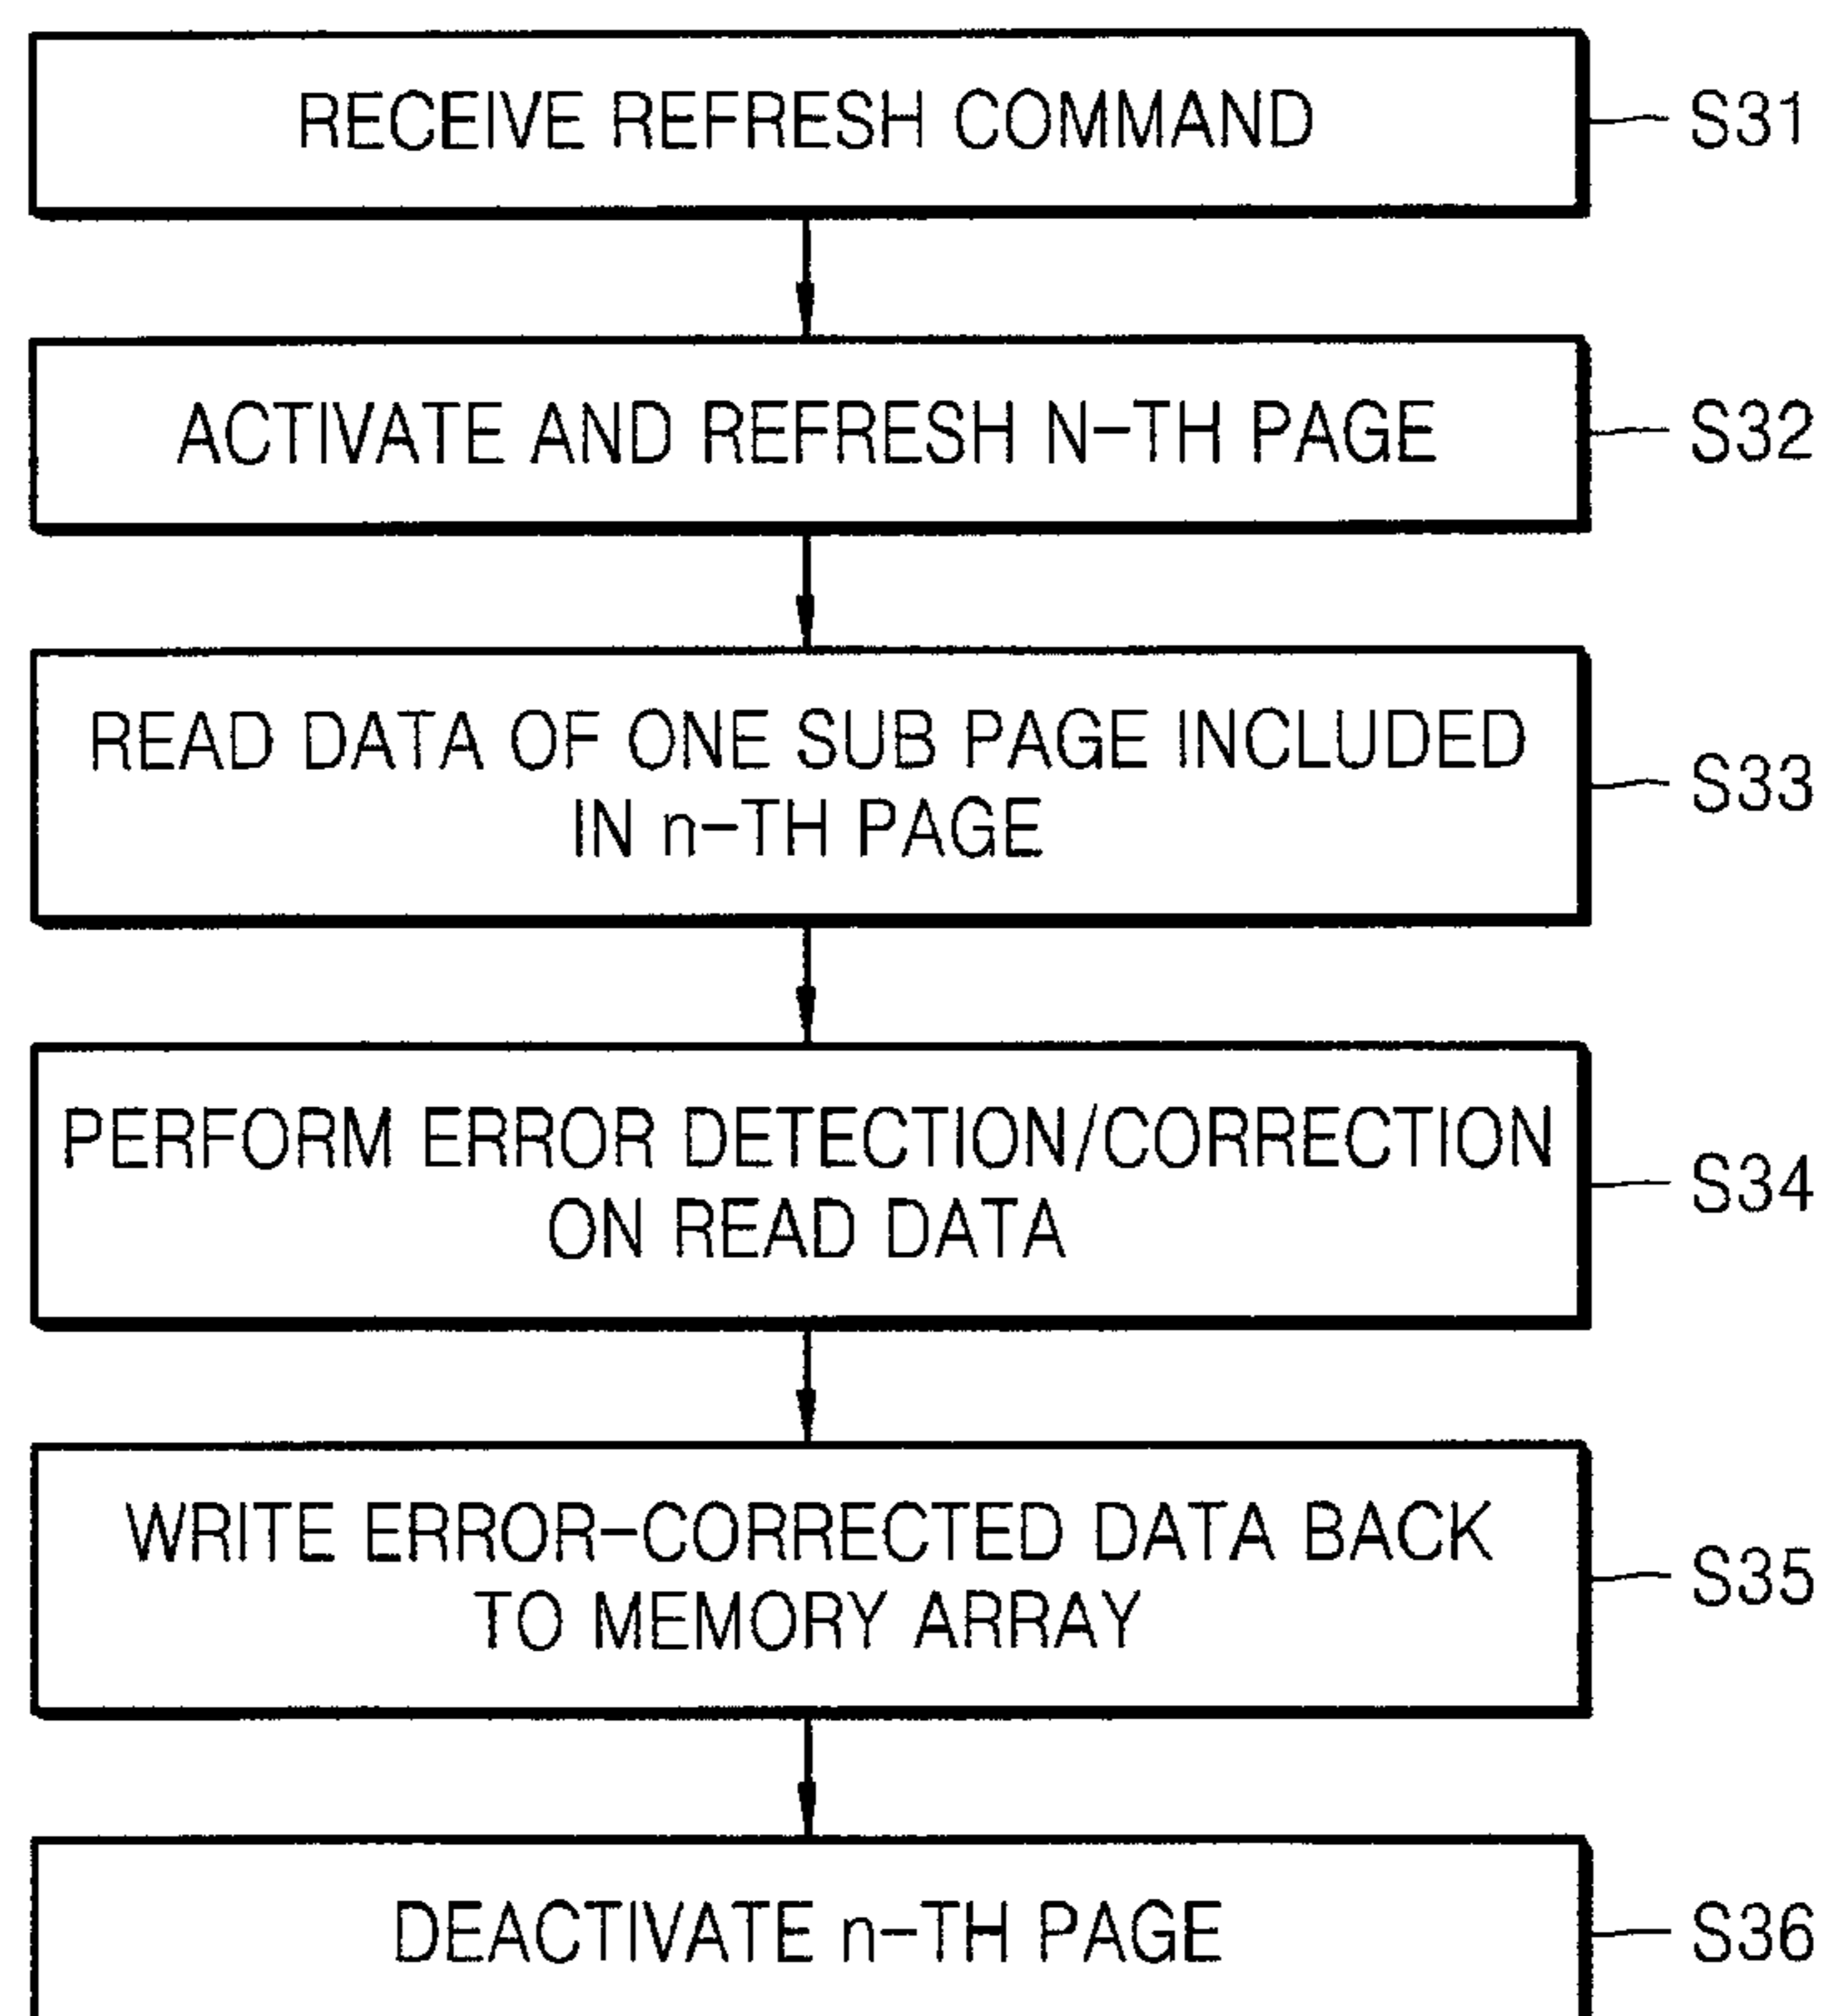 RECEIVE REFRESH COMMAND
S31
ACTIVATE AND REFRESH N-TH PAGE
S32
READ DATA OF ONE SUB PAGE INCLUDED
IN n-TH PAGE
S33
PERFORM ERROR DETECTION/CORRECTION
ON READ DATA
S34
WRITE ERROR-CORRECTED DATA BACK
TO MEMORY ARRAY
S35
DEACTIVATE n-TH PAGE
S36